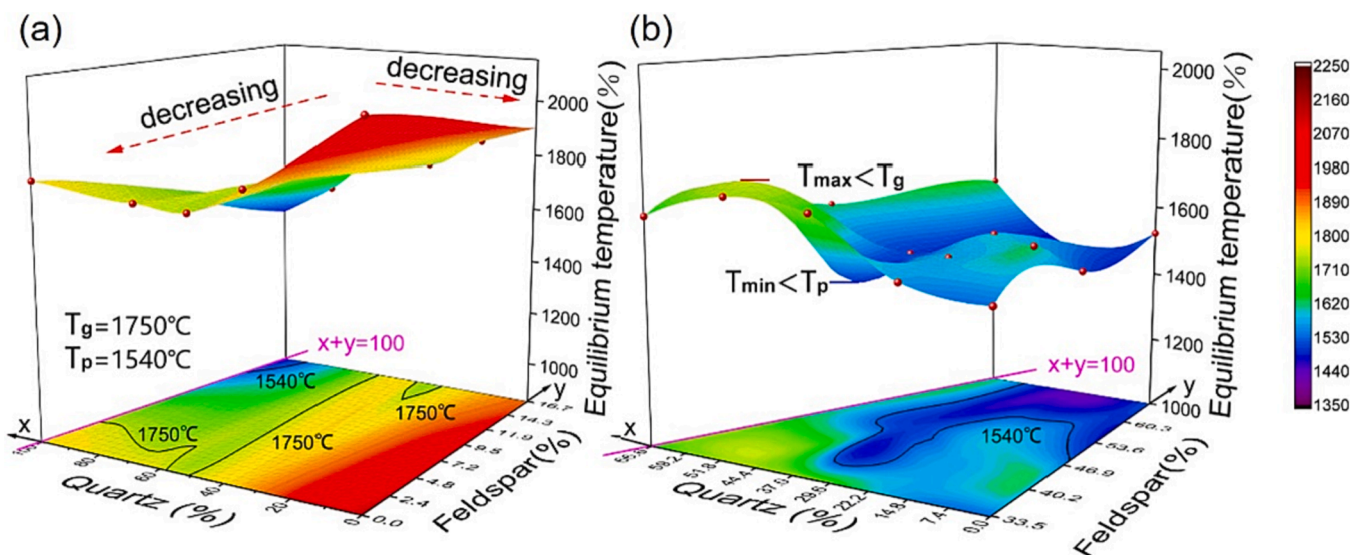 (a)
decreasing
decreasing
2000
1800
1600
1400
1200
1000
Equilibrium temperature(%)
Tg=1750℃
Tp=1540℃
x+y=100
1540℃
1750℃
1750℃
1750℃
x
y
80
60
40
20
0
Quartz (%)
0.0
2.4
4.8
7.2
9.5
11.9
14.3
16.7
Feldspar(%)
(b)
Tmax<Tg
Tmin<Tp
2000
1800
1600
1400
1200
1000
Equilibrium temperature(%)
x+y=100
1540℃
x
y
59.2
51.8
44.4
37.0
29.6
22.2
14.8
7.4
0.0
Quartz (%)
33.5
40.2
46.9
53.6
60.3
Feldspar(%)
2250
2160
2070
1980
1890
1800
1710
1620
1530
1440
1350